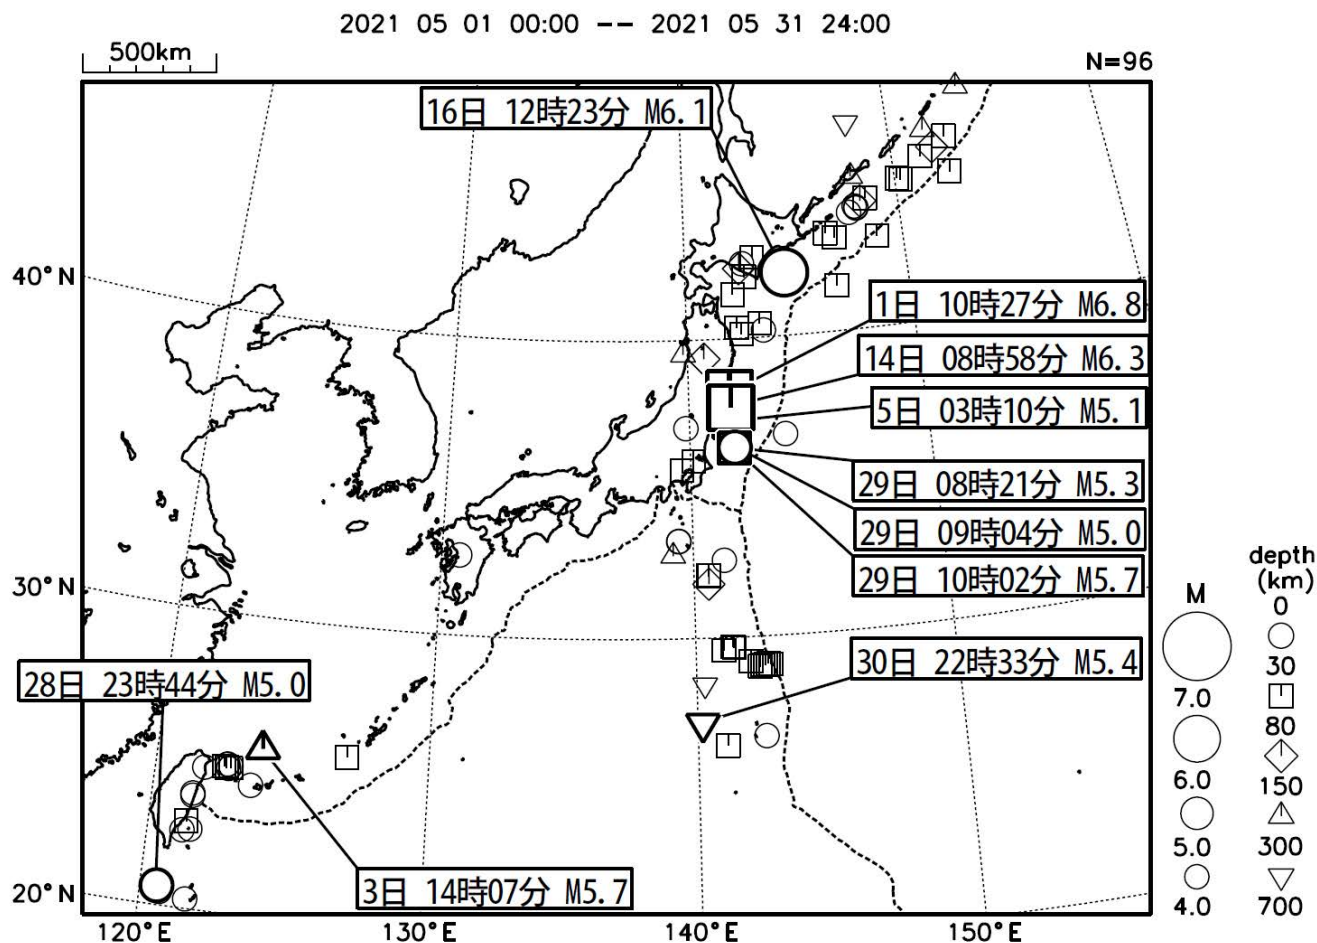 2021 05 01 00:00 -- 2021 05 31 24:00
500km
N=96
16日 12時23分 M6.1
40°N
1日 10時27分 M6.8
14日 08時58分 M6.3
5日 03時10分 M5.1
29日 08時21分 M5.3
29日 09時04分 M5.0
29日 10時02分 M5.7
30°N
30日 22時33分 M5.4
28日 23時44分 M5.0
3日 14時07分 M5.7
20°N
120°E
130°E
140°E
150°E
M
7.0
6.0
5.0
4.0
depth
(km)
0
30
80
150
300
700